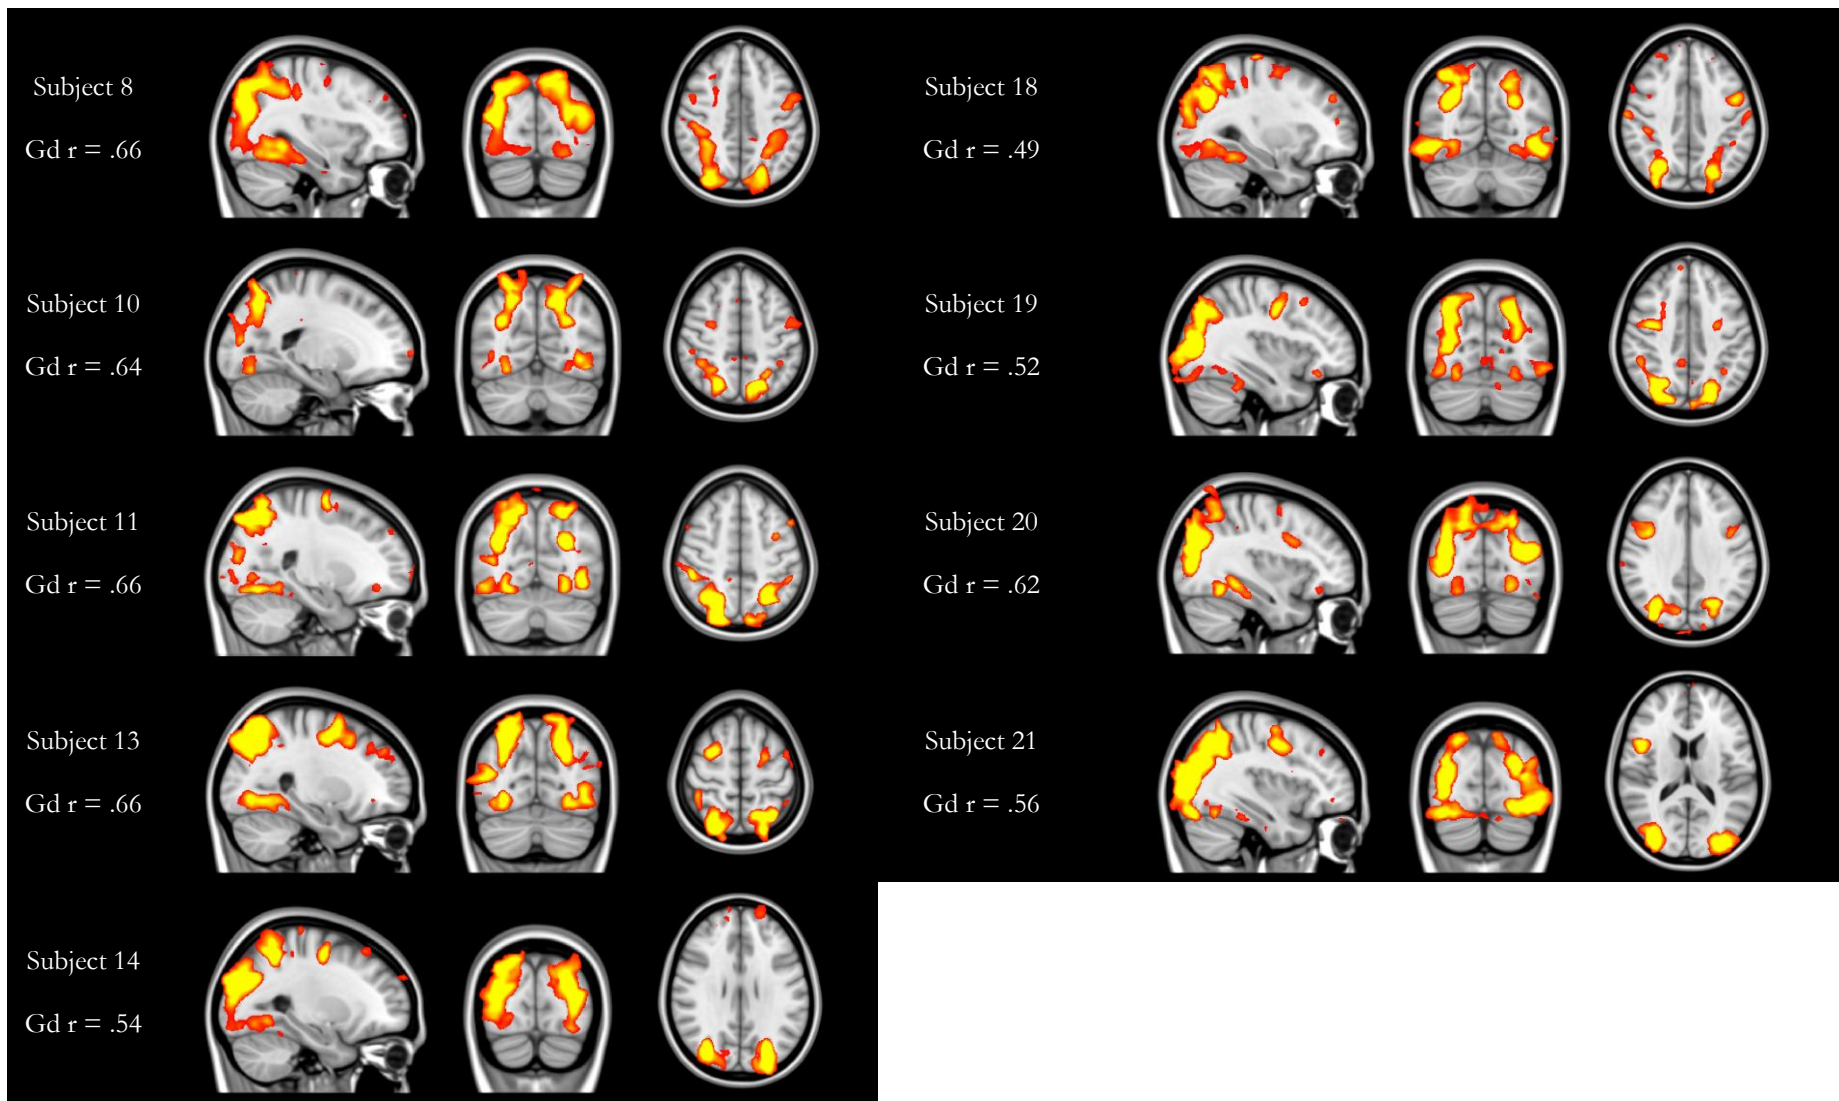 Subject 8
Gd r = .66
Subject 10
Gd r = .64
Subject 11
Gd r = .66
Subject 13
Gd r = .66
Subject 14
Gd r = .54
Subject 18
Gd r = .49
Subject 19
Gd r = .52
Subject 20
Gd r = .62
Subject 21
Gd r = .56